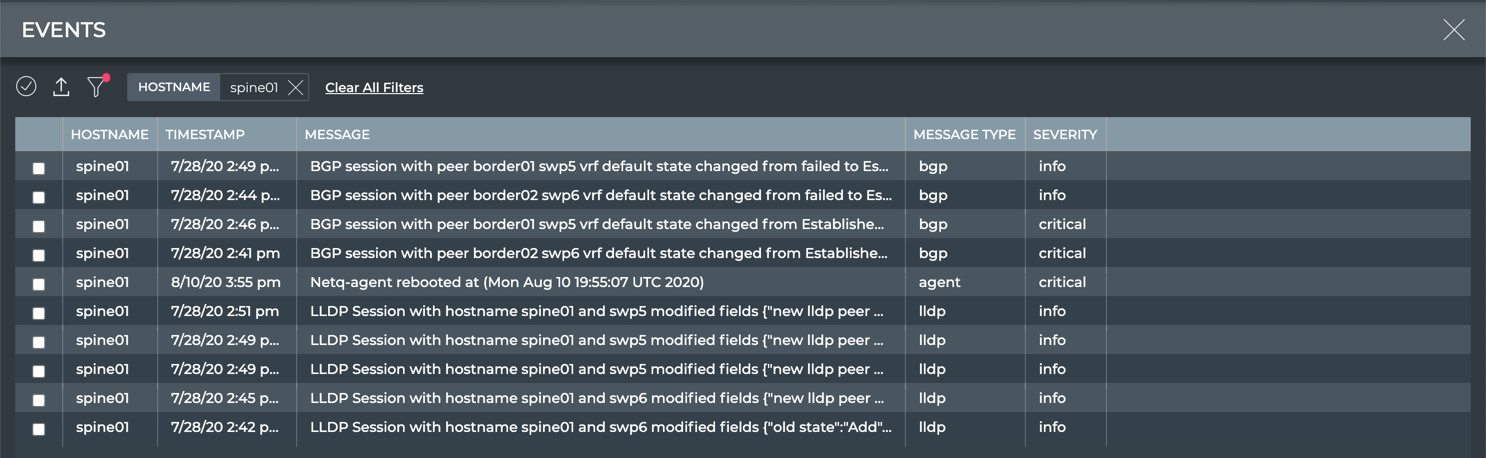 EVENTS
HOSTNAME spine01 Clear All Filters
HOSTNAME TIMESTAMP MESSAGE MESSAGE TYPE SEVERITY
spine01 7/28/20 2:49 p... BGP session with peer border01 swp5 vrf default state changed from failed to Es... bgp info
spine01 7/28/20 2:44 p... BGP session with peer border02 swp6 vrf default state changed from failed to Es... bgp info
spine01 7/28/20 2:46 p... BGP session with peer border01 swp5 vrf default state changed from Establishe... bgp critical
spine01 7/28/20 2:41 pm BGP session with peer border02 swp6 vrf default state changed from Establishe... bgp critical
spine01 8/10/20 3:55 pm Netq-agent rebooted at (Mon Aug 10 19:55:07 UTC 2020) agent critical
spine01 7/28/20 2:51 pm LLDP Session with hostname spine01 and swp5 modified fields {"new lldp peer ... lldp info
spine01 7/28/20 2:49 p... LLDP Session with hostname spine01 and swp5 modified fields {"new lldp peer ... lldp info
spine01 7/28/20 2:49 p... LLDP Session with hostname spine01 and swp5 modified fields {"new lldp peer ... lldp info
spine01 7/28/20 2:45 p... LLDP Session with hostname spine01 and swp6 modified fields {"new lldp peer ... lldp info
spine01 7/28/20 2:42 p... LLDP Session with hostname spine01 and swp6 modified fields {"old state":"Add"... lldp info